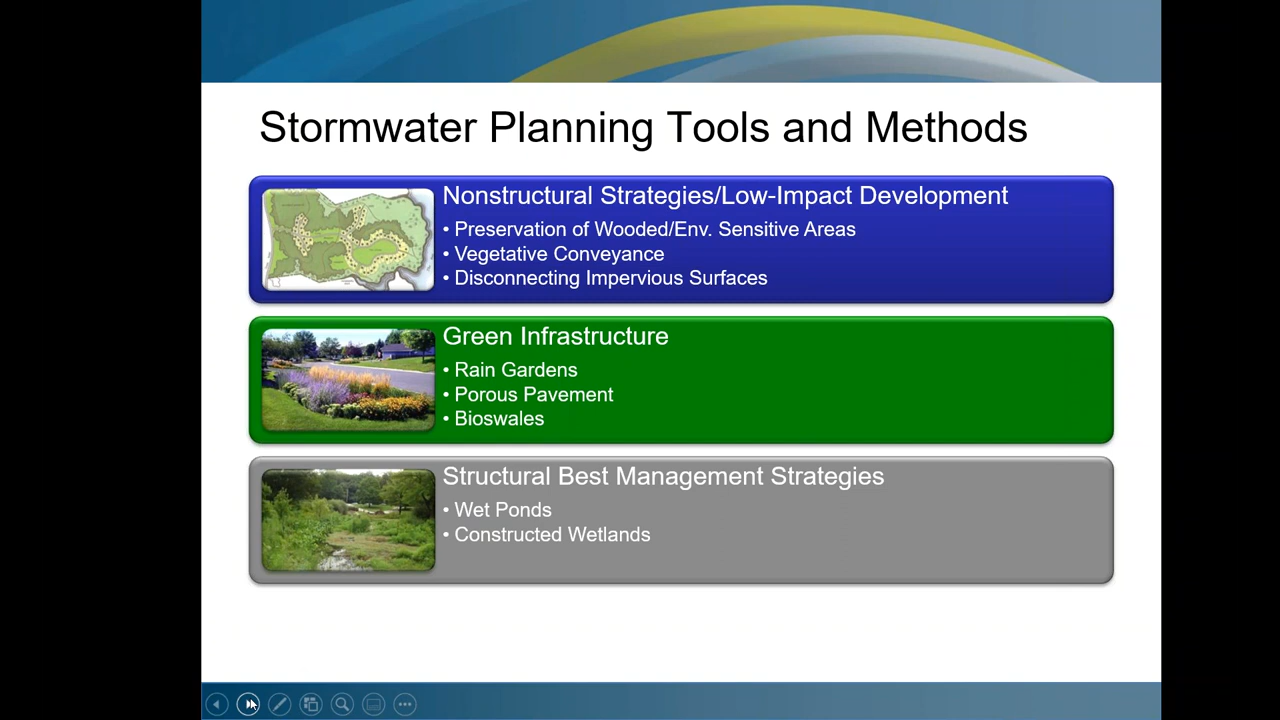 Stormwater Planning Tools and Methods
Nonstructural Strategies/Low-Impact Development
• Preservation of Wooded/Env. Sensitive Areas
• Vegetative Conveyance
• Disconnecting Impervious Surfaces
Green Infrastructure
• Rain Gardens
• Porous Pavement
• Bioswales
Structural Best Management Strategies
• Wet Ponds
• Constructed Wetlands